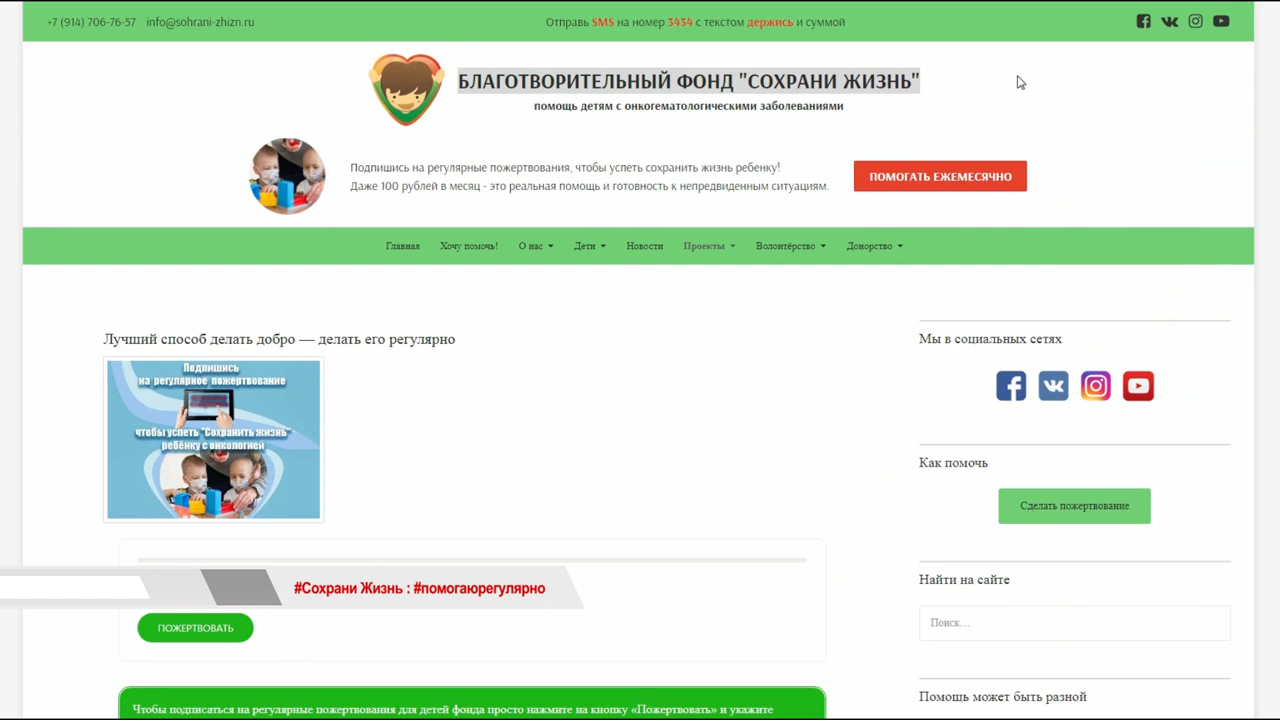 +7 (914) 706-76-57 info@sohrani-zhizn.ru
Отправь SMS на номер 3434 с текстом держись и суммой
БЛАГОТВОРИТЕЛЬНЫЙ ФОНД "СОХРАНИ ЖИЗНЬ"
помощь детям с онкогематологическими заболеваниями
Подпишись на регулярные пожертвования, чтобы успеть сохранить жизнь ребенку!
Даже 100 рублей в месяц - это реальная помощь и готовность к непредвиденным ситуациям.
ПОМОГАТЬ ЕЖЕМЕСЯЧНО
Главная Хочу помочь! О нас Дети Новости Проекты Волонтёрство Донорство
Лучший способ делать добро — делать его регулярно
Подпишись
на регулярное пожертвование
чтобы успеть "Сохранить жизнь"
ребёнку с онкологией
#Сохрани Жизнь : #помогаюрегулярно
ПОЖЕРТВОВАТЬ
Чтобы подписаться на регулярные пожертвования для детей фонда просто нажмите на кнопку «Пожертвовать» и укажите
Мы в социальных сетях
Как помочь
Сделать пожертвование
Найти на сайте
Поиск…
Помощь может быть разной